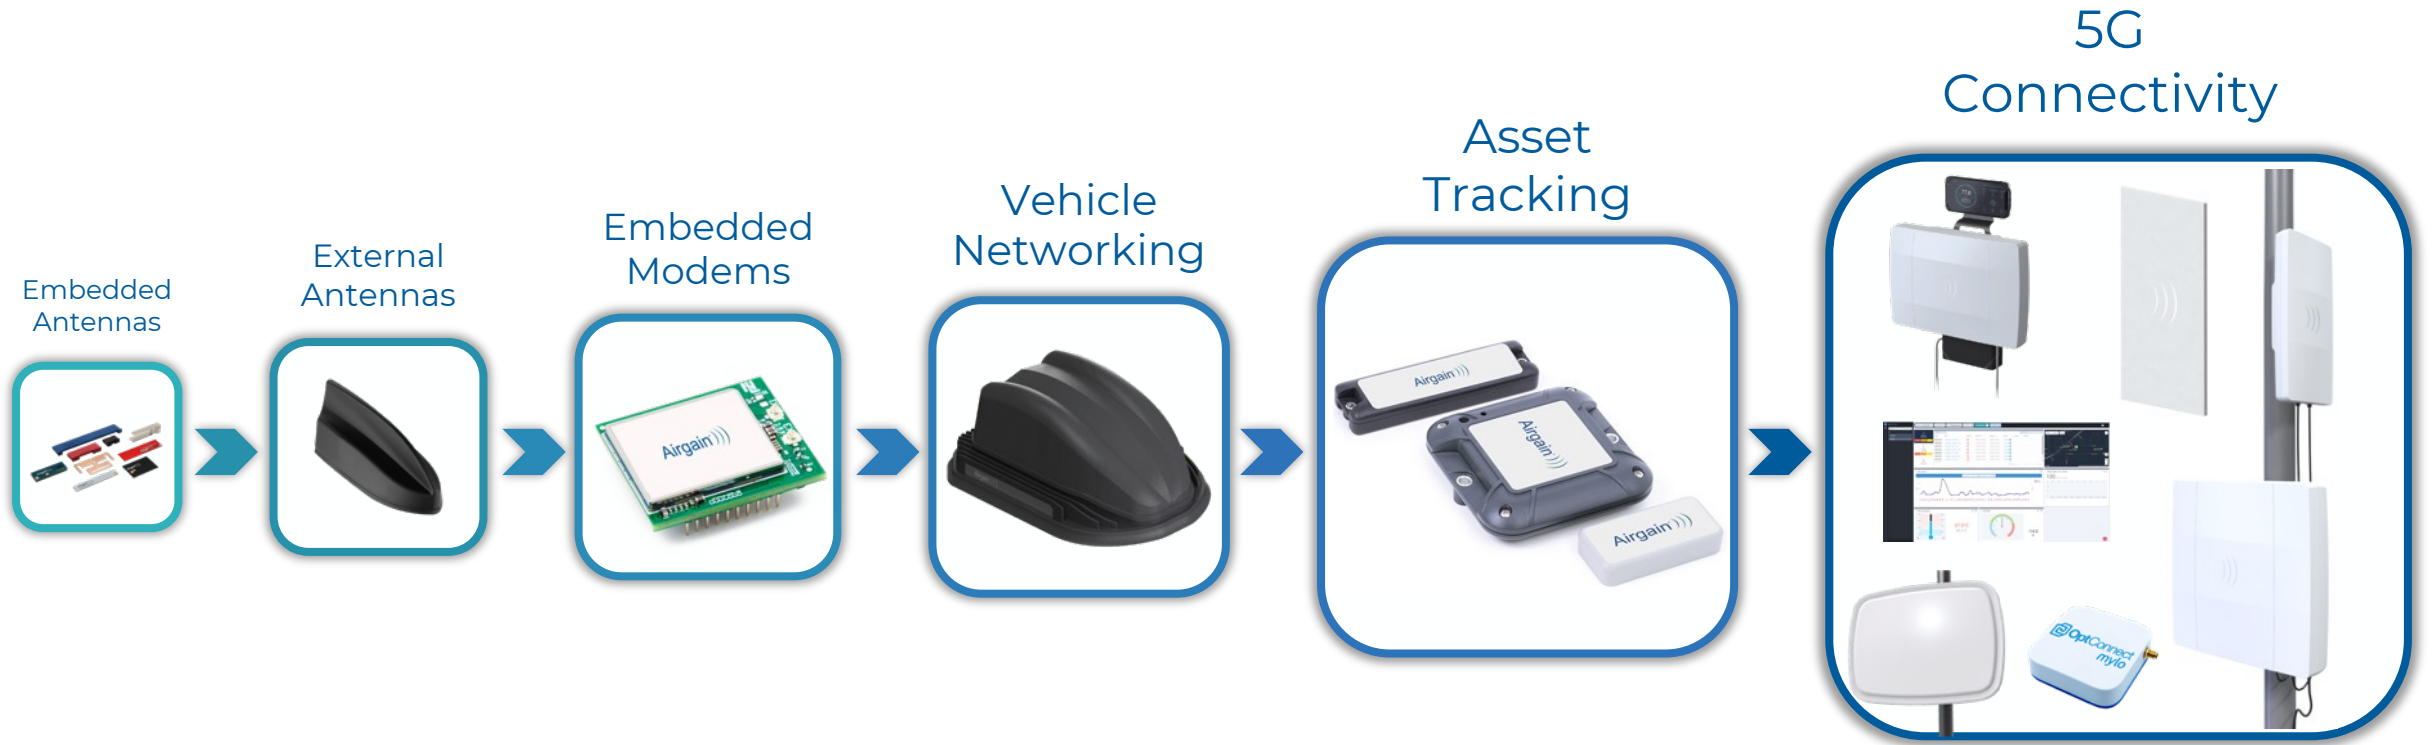 Embedded
Antennas
External
Antennas
Embedded
Modems
Airgain
Vehicle
Networking
Asset
Tracking
Airgain
Airgain
Airgain
5G
Connectivity
OptConnect
mylo